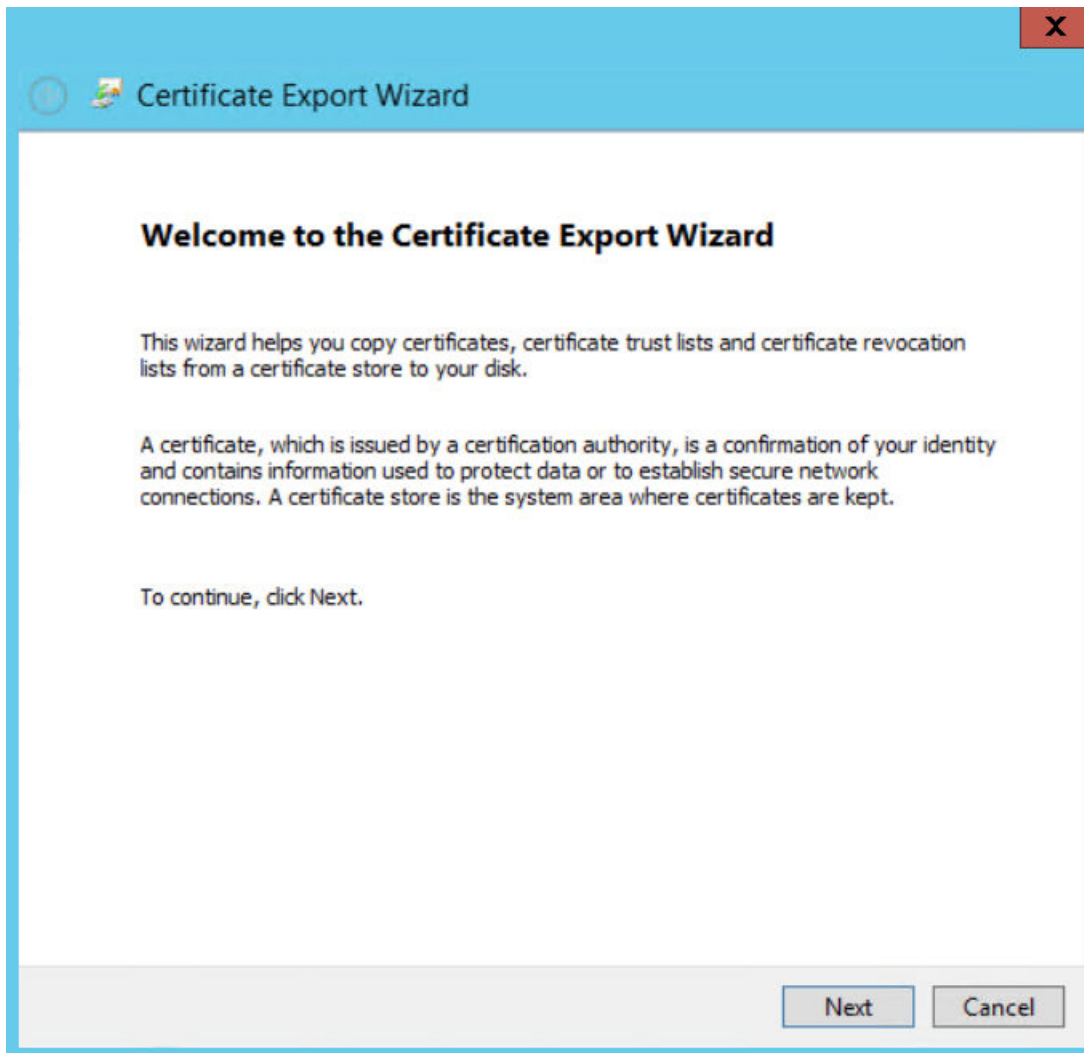 X
Certificate Export Wizard
Welcome to the Certificate Export Wizard
This wizard helps you copy certificates, certificate trust lists and certificate revocation
lists from a certificate store to your disk.
A certificate, which is issued by a certification authority, is a confirmation of your identity
and contains information used to protect data or to establish secure network
connections. A certificate store is the system area where certificates are kept.
To continue, click Next.
Next Cancel